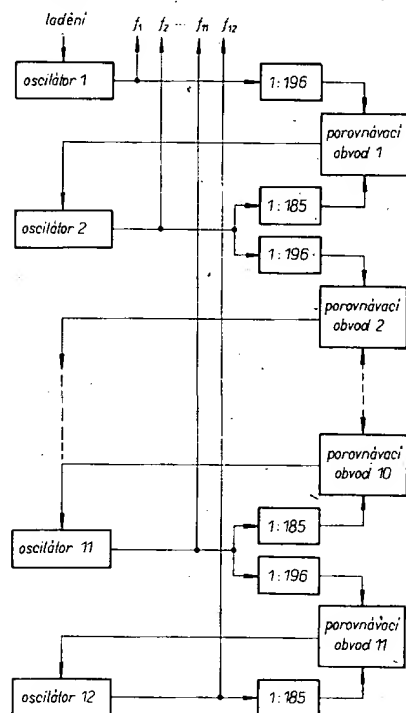 ladění
f₁ f₂ ... f₁₁ f₁₂
oscilátor 1
1:196
porovnávací
obvod 1
1:185
oscilátor 2
1:196
porovnávací
obvod 2
porovnávací
obvod 10
1:185
oscilátor 11
1:196
porovnávací
obvod 11
oscilátor 12
1:185